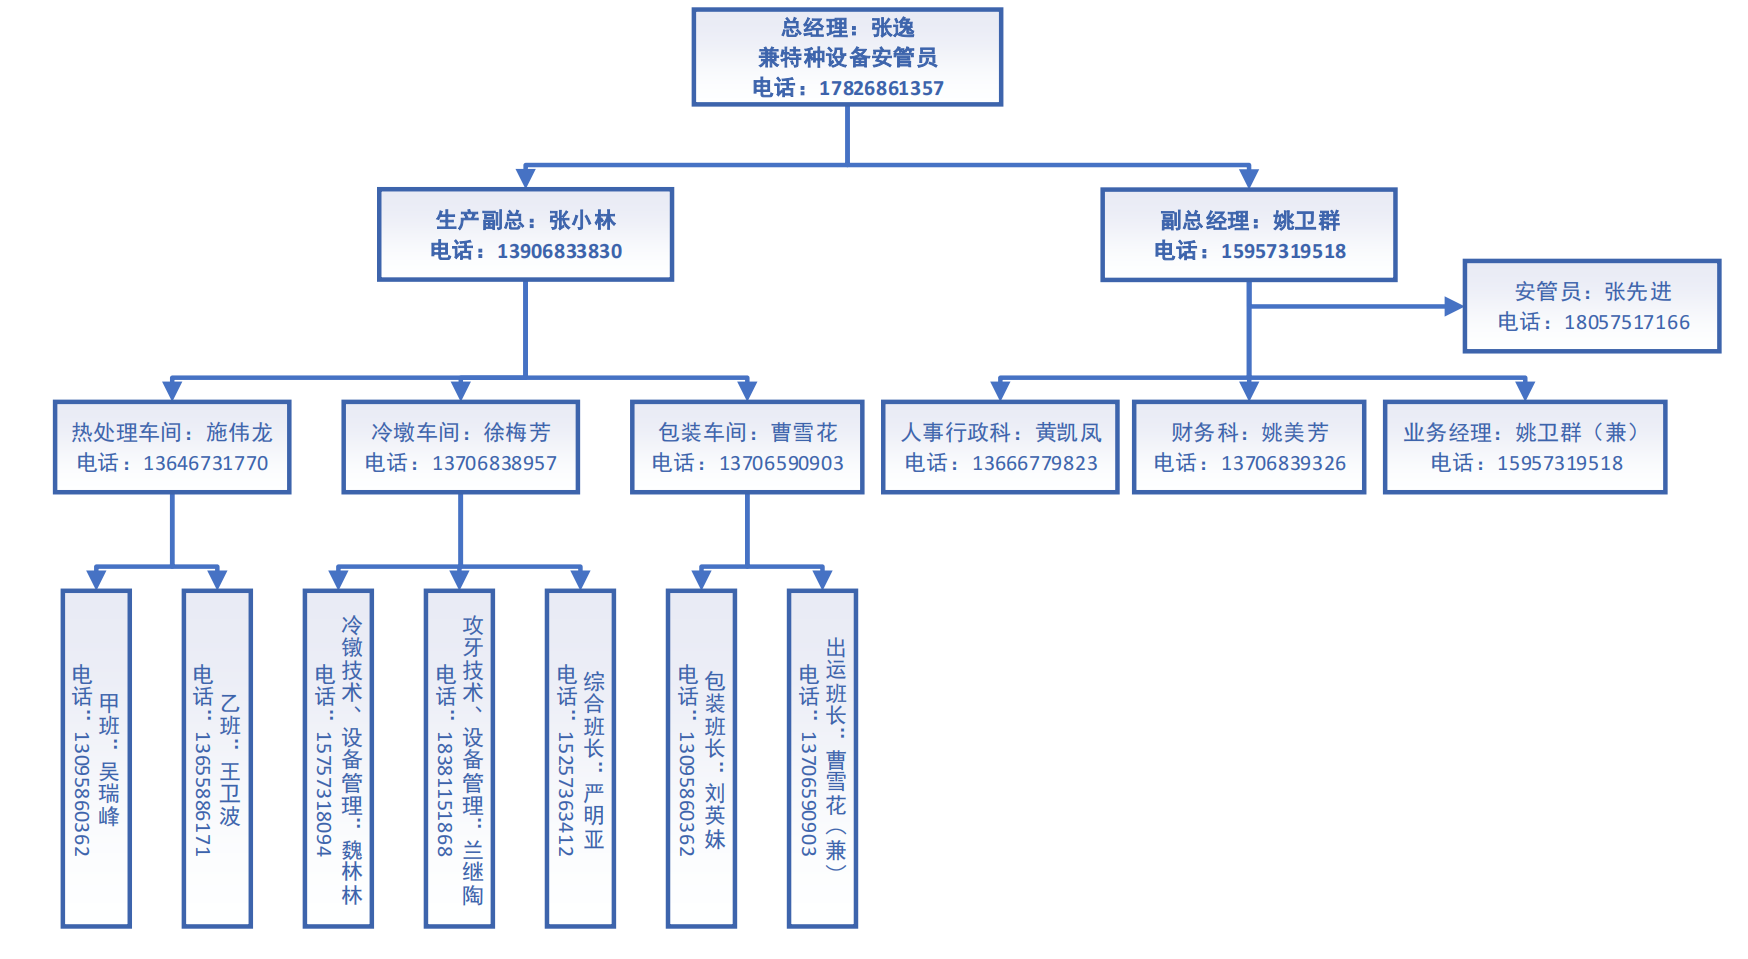 总经理：张逸
兼特种设备安管员
电话：17826861357
生产副总：张小林
电话：13906833830
副总经理：姚卫群
电话：15957319518
安管员：张先进
电话：18057517166
热处理车间：施伟龙
电话：13646731770
冷墩车间：徐梅芳
电话：13706838957
包装车间：曹雪花
电话：13706590903
人事行政科：黄凯凤
电话：13666779823
财务科：姚美芳
电话：13706839326
业务经理：姚卫群（兼）
电话：15957319518
甲班：吴瑞峰
电话：13095860362
乙班：王卫波
电话：13655886171
冷镦技术、设备管理：魏林林
电话：15757318094
攻牙技术、设备管理：兰继陶
电话：18381151868
综合班长：严明亚
电话：15257363412
包装班长：刘英妹
电话：13095860362
出运班长：曹雪花（兼）
电话：13706590903